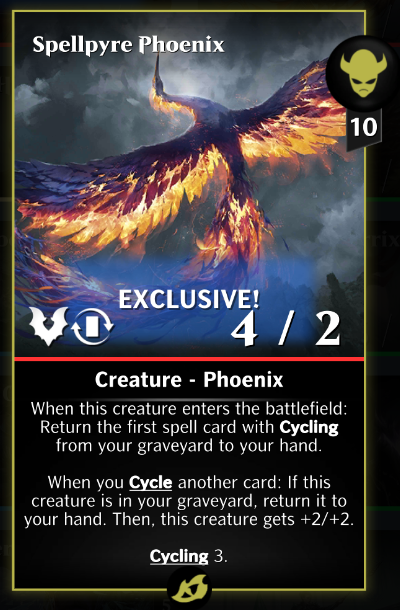 Spellpyre Phoenix
10
EXCLUSIVE!
4 / 2
Creature - Phoenix
When this creature enters the battlefield:
Return the first spell card with Cycling
from your graveyard to your hand.
When you Cycle another card: If this
creature is in your graveyard, return it to
your hand. Then, this creature gets +2/+2.
Cycling 3.